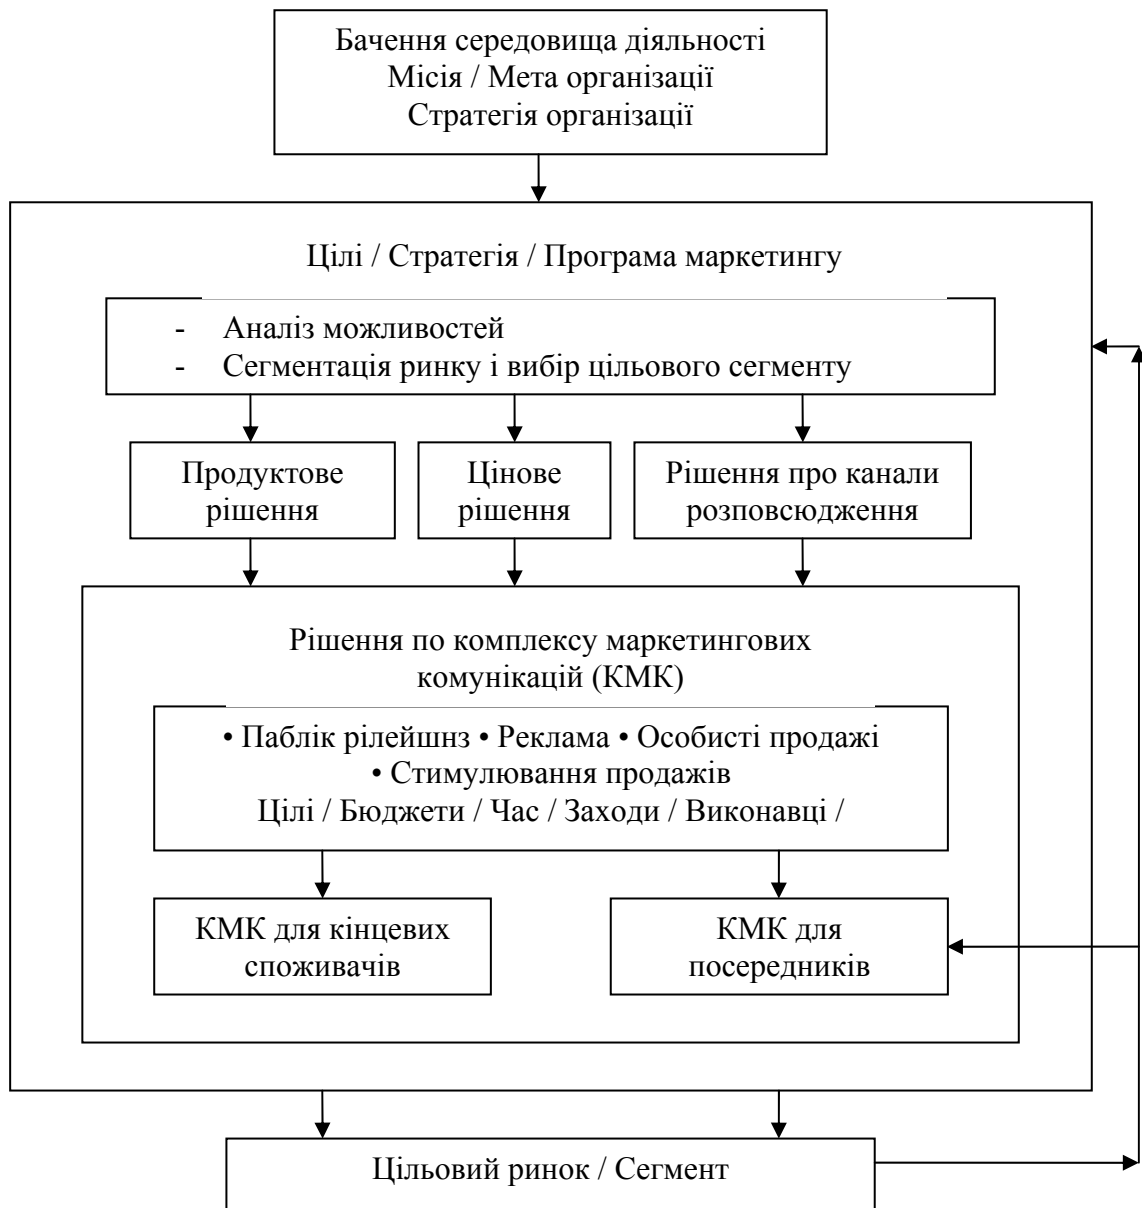 Бачення середовища діяльності
Місія / Мета організації
Стратегія організації
Цілі / Стратегія / Програма маркетингу
- Аналіз можливостей
- Сегментація ринку і вибір цільового сегменту
Продуктове
рішення
Цінове
рішення
Рішення про канали
розповсюдження
Рішення по комплексу маркетингових
комунікацій (КМК)
• Паблік рілейшнз • Реклама • Особисті продажі
• Стимулювання продажів
Цілі / Бюджети / Час / Заходи / Виконавці /
КМК для кінцевих
споживачів
КМК для
посередників
Цільовий ринок / Сегмент